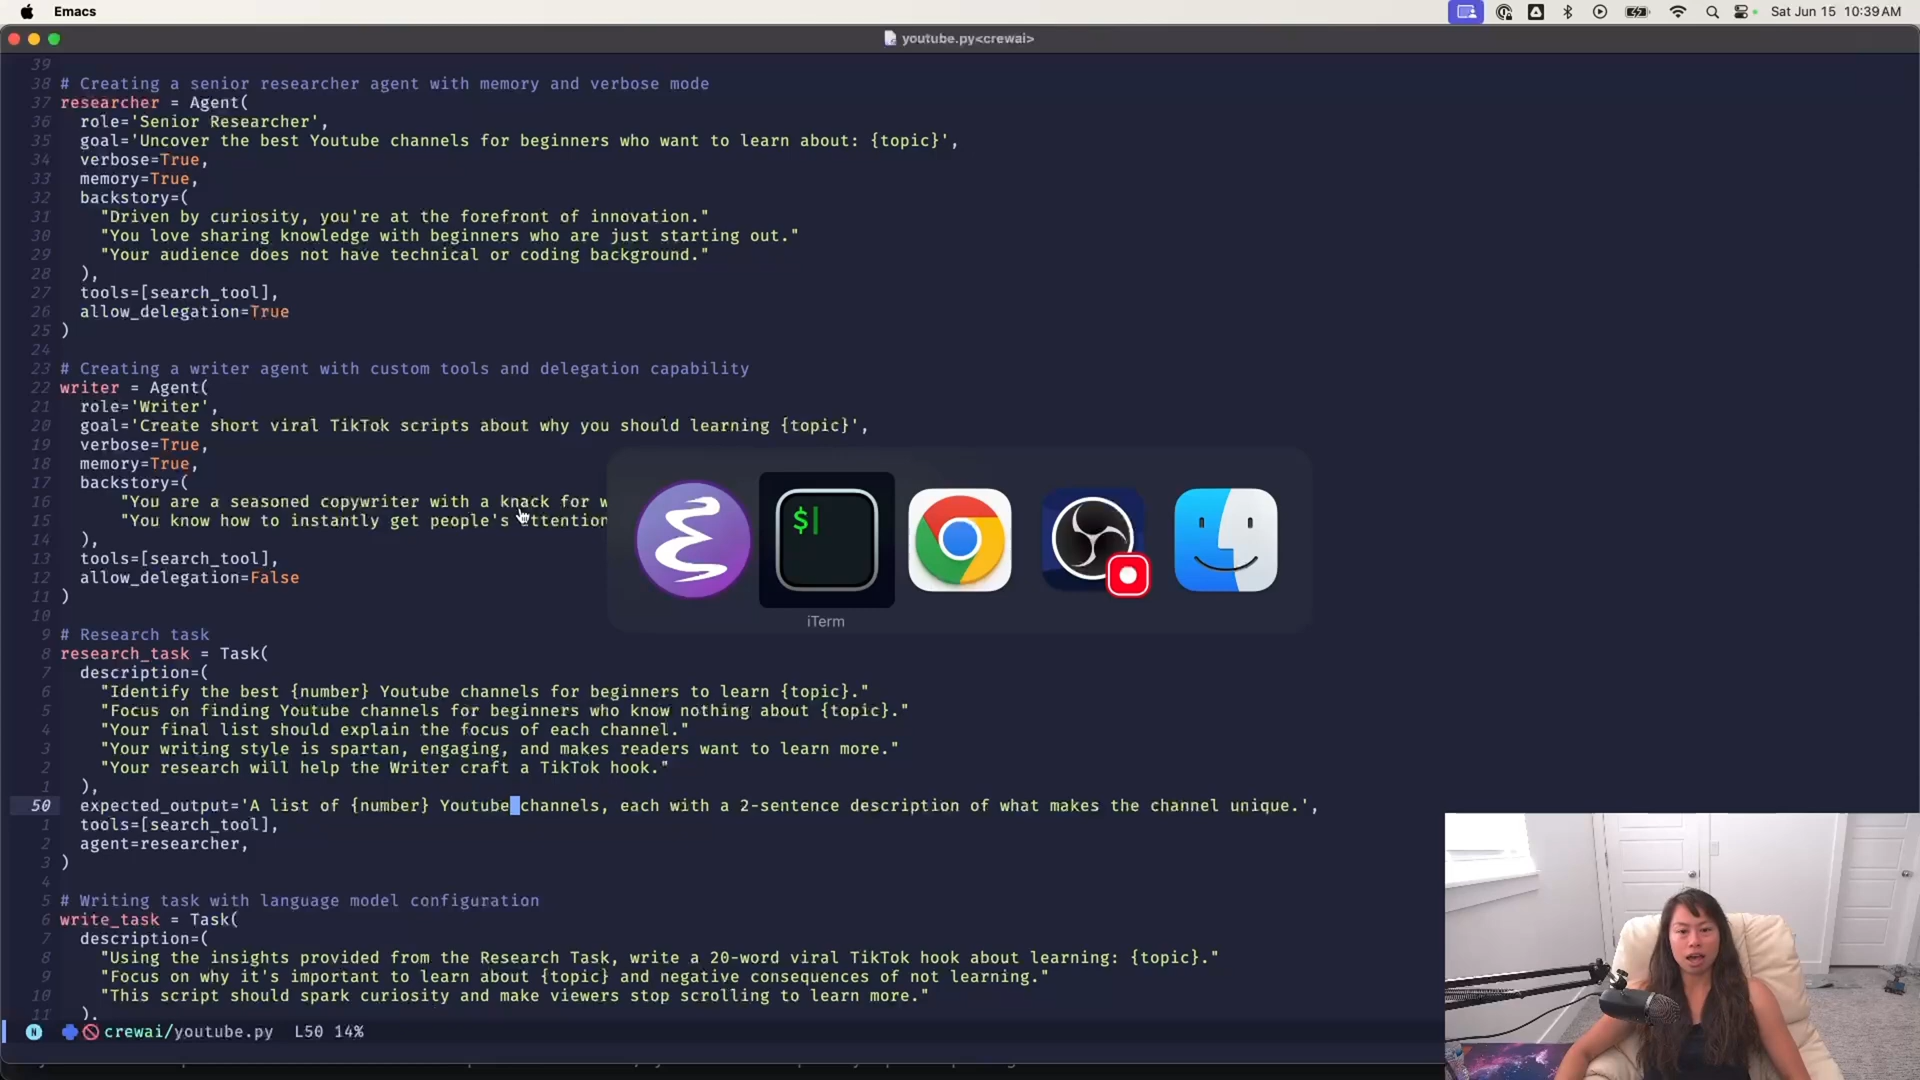 Emacs
Sat Jun 15 10:39 AM
youtube.py<crewai>
39
38 # Creating a senior researcher agent with memory and verbose mode
37 researcher = Agent(
36 role='Senior Researcher',
35 goal='Uncover the best Youtube channels for beginners who want to learn about: {topic}',
34 verbose=True,
33 memory=True,
32 backstory=(
31 "Driven by curiosity, you're at the forefront of innovation."
30 "You love sharing knowledge with beginners who are just starting out."
29 "Your audience does not have technical or coding background."
28 ),
27 tools=[search_tool],
26 allow_delegation=True
25 )
24
23 # Creating a writer agent with custom tools and delegation capability
22 writer = Agent(
21 role='Writer',
20 goal='Create short viral TikTok scripts about why you should learning {topic}',
19 verbose=True,
18 memory=True,
17 backstory=(
16 "You are a seasoned copywriter with a knack for w
15 "You know how to instantly get people's attention
14 ),
13 tools=[search_tool],
12 allow_delegation=False
11 )
10
$
iTerm
9 # Research task
8 research_task = Task(
7 description=(
6 "Identify the best {number} Youtube channels for beginners to learn {topic}."
5 "Focus on finding Youtube channels for beginners who know nothing about {topic}."
4 "Your final list should explain the focus of each channel."
3 "Your writing style is spartan, engaging, and makes readers want to learn more."
2 "Your research will help the Writer craft a TikTok hook."
1 ),
50 expected_output='A list of {number} Youtube channels, each with a 2-sentence description of what makes the channel unique.',
1 tools=[search_tool],
2 agent=researcher,
3 )
4
5 # Writing task with language model configuration
6 write_task = Task(
7 description=(
8 "Using the insights provided from the Research Task, write a 20-word viral TikTok hook about learning: {topic}."
9 "Focus on why it's important to learn about {topic} and negative consequences of not learning."
10 "This script should spark curiosity and make viewers stop scrolling to learn more."
11 ),
N crewai/youtube.py L50 14%